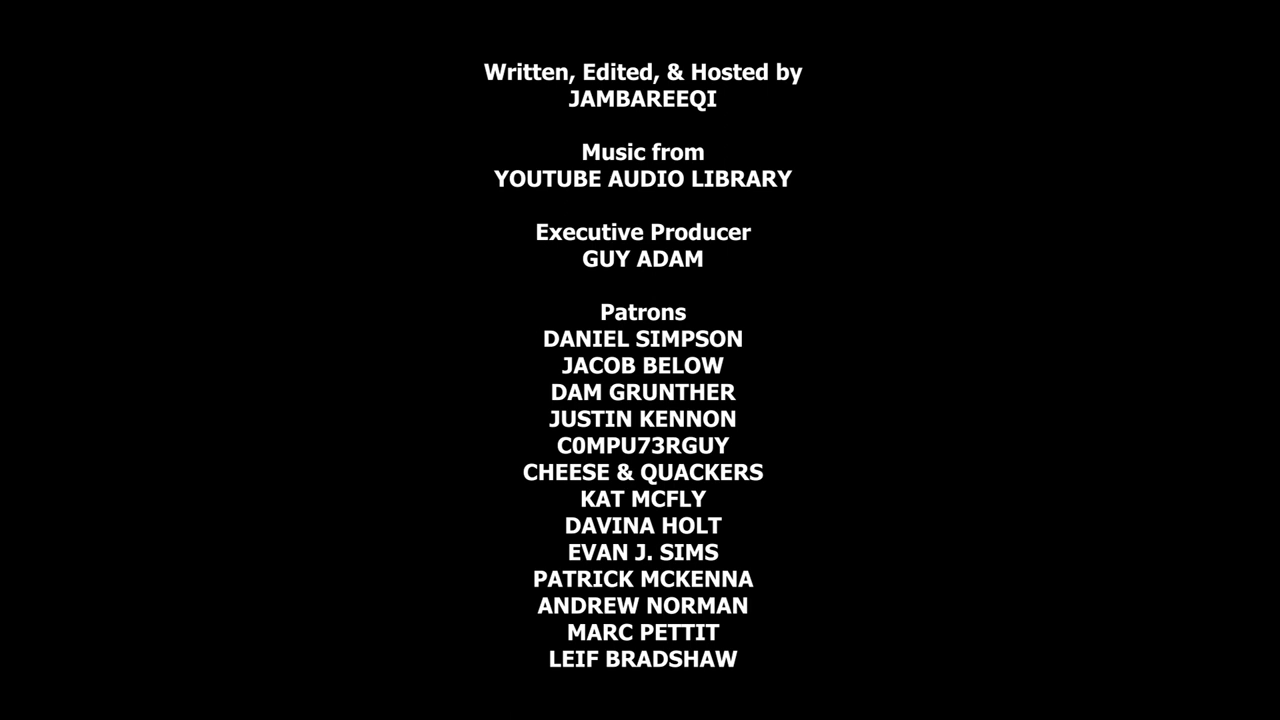 Written, Edited, & Hosted by
JAMBAREEQI
Music from
YOUTUBE AUDIO LIBRARY
Executive Producer
GUY ADAM
Patrons
DANIEL SIMPSON
JACOB BELOW
DAM GRUNTHER
JUSTIN KENNON
C0MPU73RGUY
CHEESE & QUACKERS
KAT MCFLY
DAVINA HOLT
EVAN J. SIMS
PATRICK MCKENNA
ANDREW NORMAN
MARC PETTIT
LEIF BRADSHAW